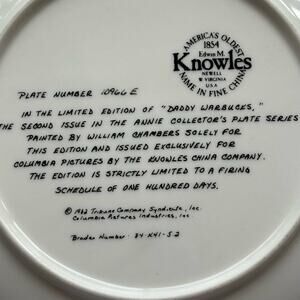 AMERICA'S OLDEST
1854
Edwin M.
Knowles
NEWELL
W. VIRGINIA
USA
NAME IN FINE CHINA
PLATE NUMBER 10966 E
IN THE LIMITED EDITION OF "DADDY WARBUCKS,"
THE SECOND ISSUE IN THE ANNIE COLLECTOR'S PLATE SERIES
PAINTED BY WILLIAM CHAMBERS SOLELY FOR
THIS EDITION AND ISSUED EXCLUSIVELY FOR
COLUMBIA PICTURES BY THE KNOWLES CHINA COMPANY.
THE EDITION IS STRICTLY LIMITED TO A FIRING
SCHEDULE OF ONE HUNDRED DAYS.
© 1982 Tribune Company Syndicate, Inc.
Columbia Pictures Industries, Inc.
Bradex Number: 84-K41-5.2